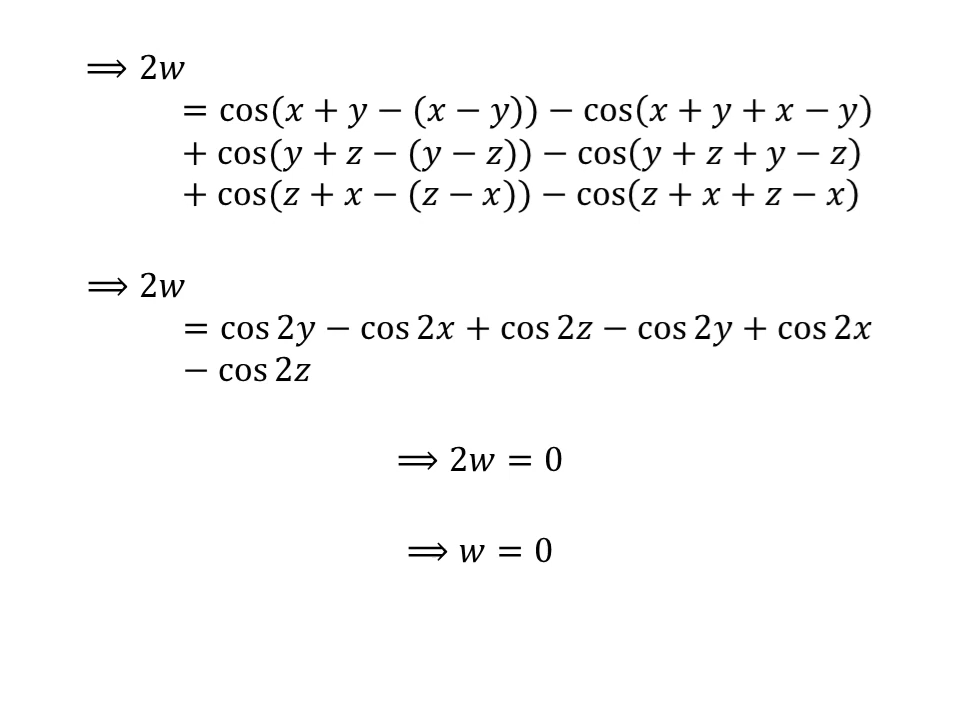 ⟹ 2w
= cos(x + y − (x − y)) − cos(x + y + x − y)
+ cos(y + z − (y − z)) − cos(y + z + y − z)
+ cos(z + x − (z − x)) − cos(z + x + z − x)
⟹ 2w
= cos 2y − cos 2x + cos 2z − cos 2y + cos 2x
− cos 2z
⟹ 2w = 0
⟹ w = 0